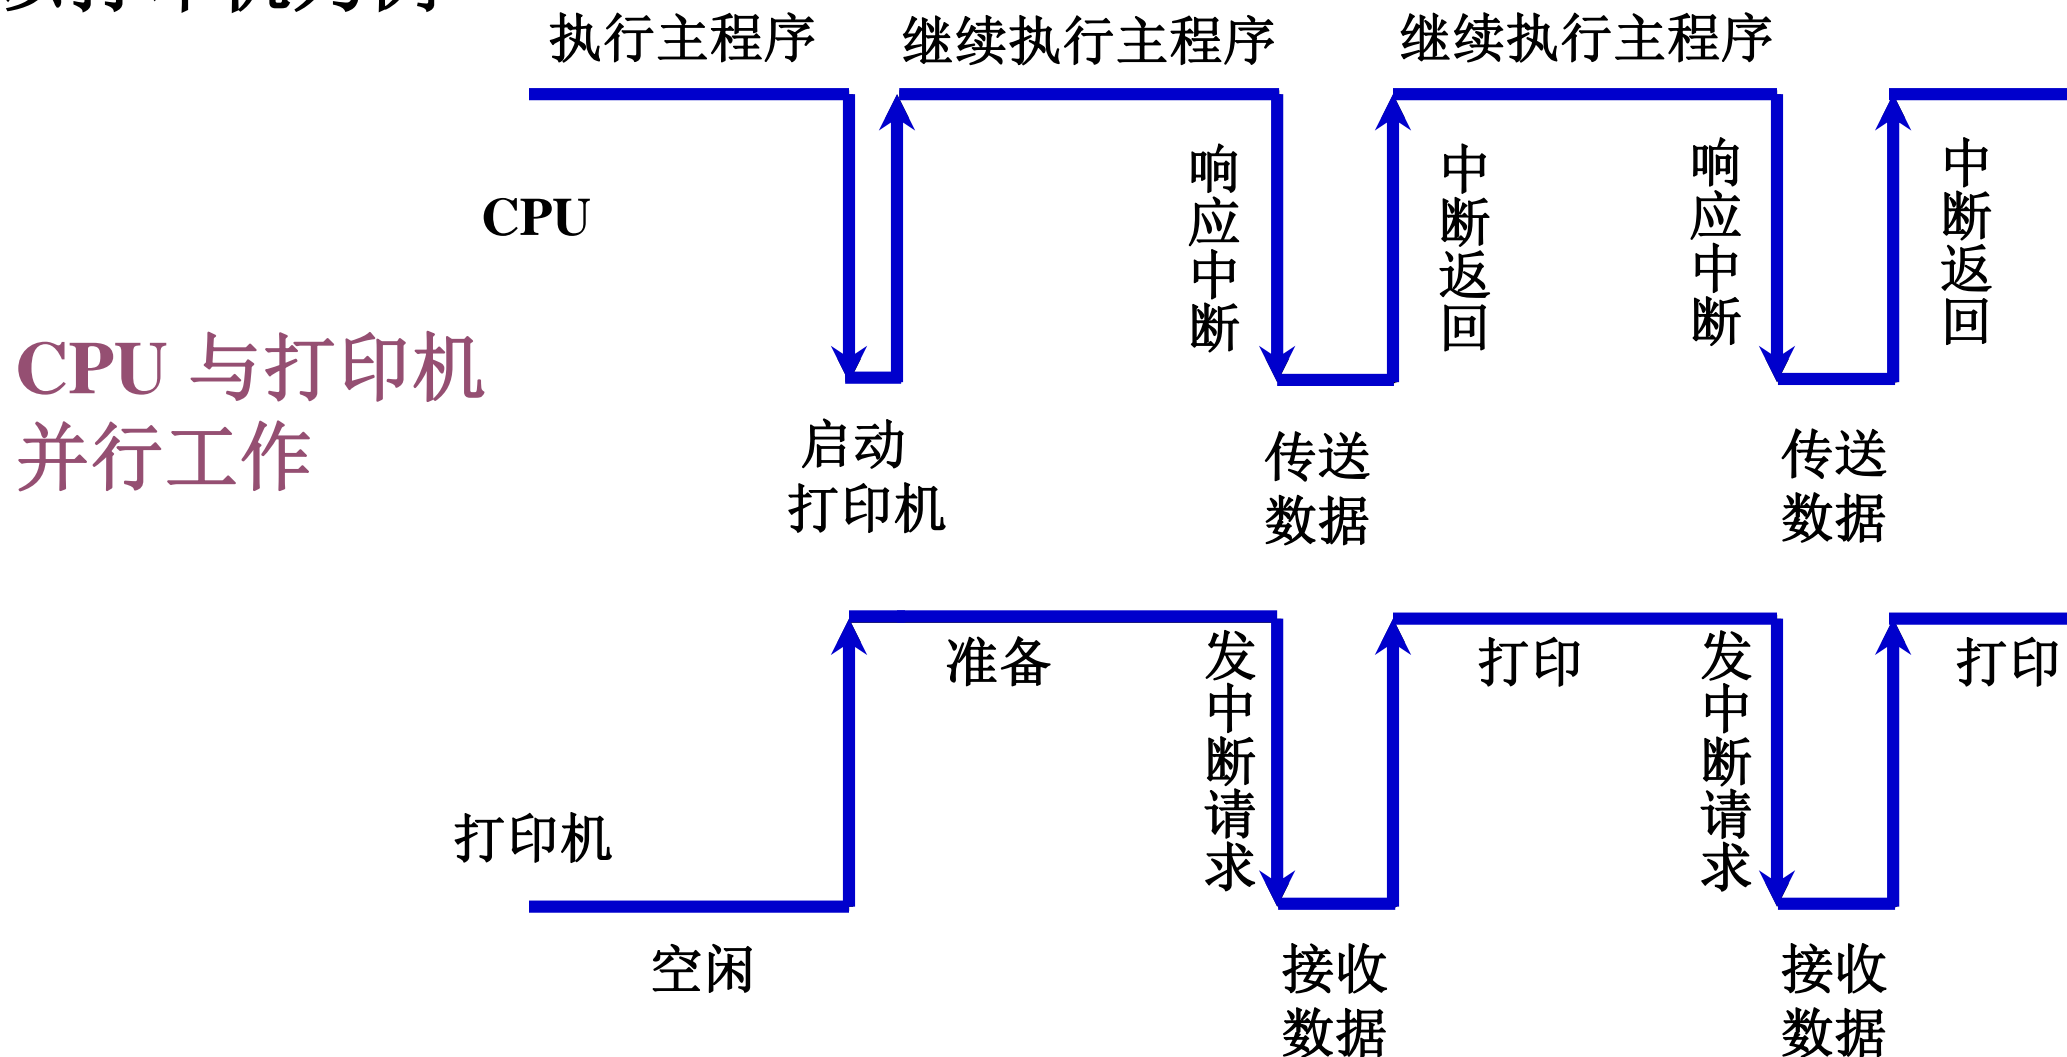 执行主程序
继续执行主程序
继续执行主程序
CPU
响应中断
中断返回
响应中断
中断返回
CPU 与打印机
并行工作
启动
打印机
传送
数据
传送
数据
准备
发中断请求
打印
发中断请求
打印
打印机
空闲
接收
数据
接收
数据